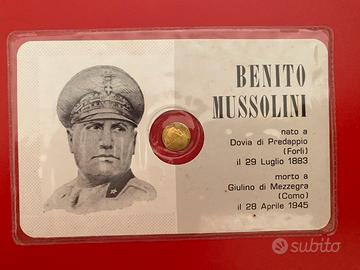 BENITO
MUSSOLINI
nato a
Dovia di Predappio
(Forlì)
il 29 Luglio 1883
morto a
Giulino di Mezzegra
(Como)
il 28 Aprile 1945
subito